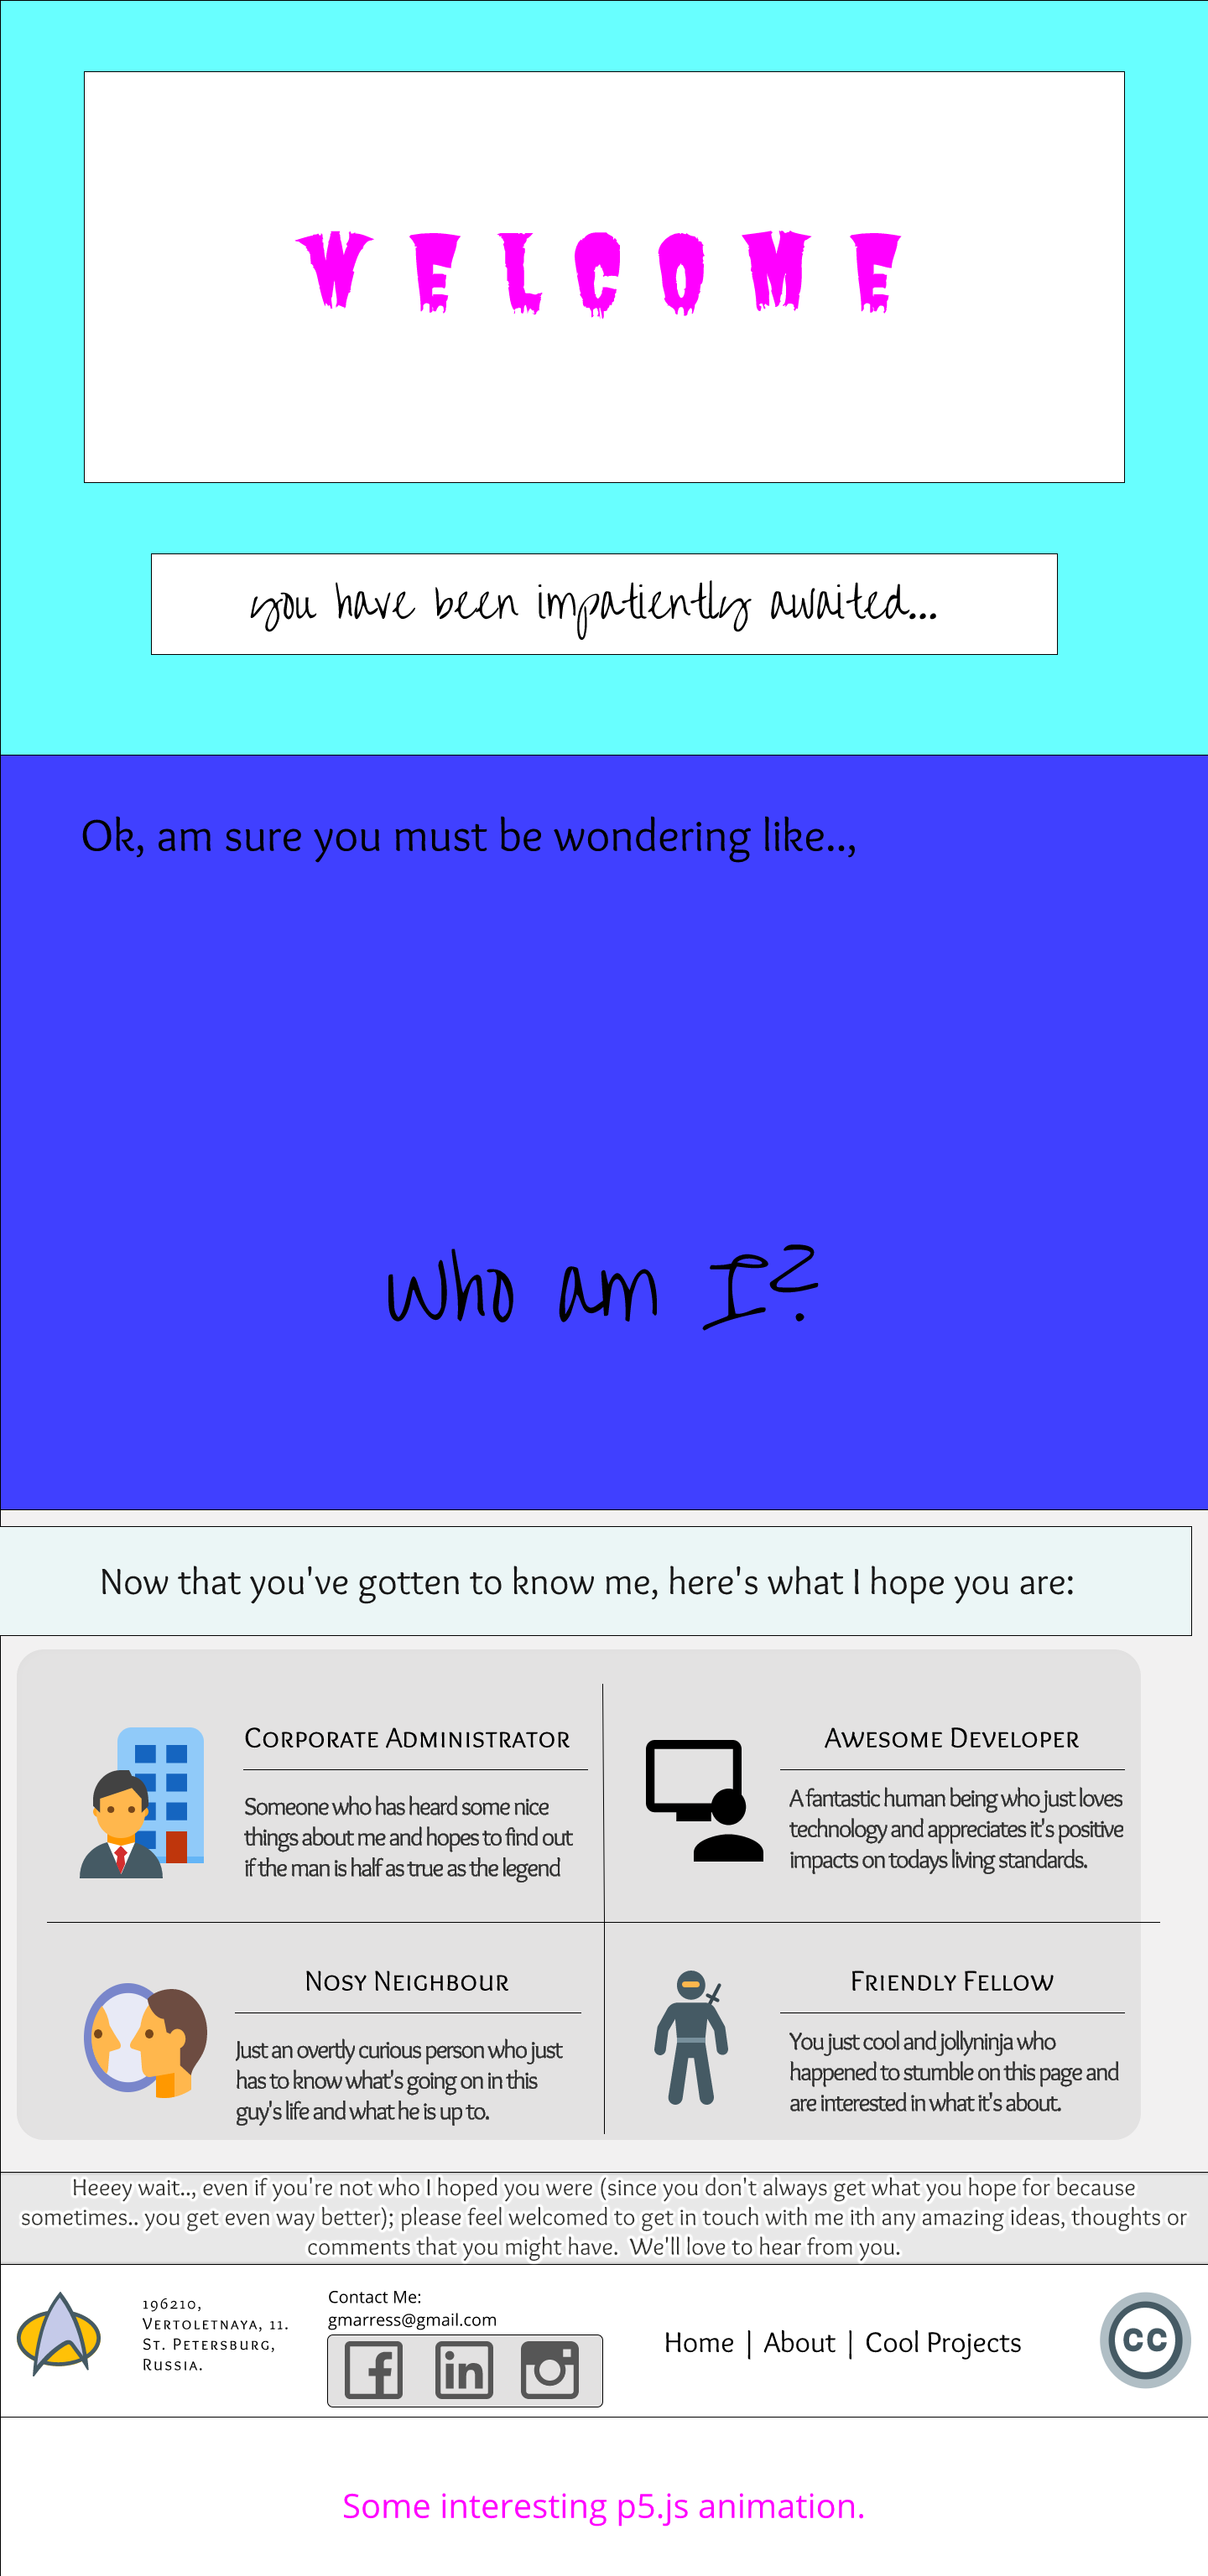 WELCOME
you have been impatiently awaited...
Ok, am sure you must be wondering like..,
Who am I?
Now that you've gotten to know me, here's what I hope you are:
Corporate Administrator
Someone who has heard some nice
things about me and hopes to find out
if the man is half as true as the legend
Awesome Developer
A fantastic human being who just loves
technology and appreciates it's positive
impacts on todays living standards.
Nosy Neighbour
Just an overtly curious person who just
has to know what's going on in this
guy's life and what he is up to.
Friendly Fellow
You just cool and jollyninja who
happened to stumble on this page and
are interested in what it's about.
Heeey wait.., even if you're not who I hoped you were (since you don't always get what you hope for because
sometimes.. you get even way better); please feel welcomed to get in touch with me ith any amazing ideas, thoughts or
comments that you might have. We'll love to hear from you.
196210,
Vertoletnaya, 11.
St. Petersburg,
Russia.
Contact Me:
gmarress@gmail.com
f
in
Home | About | Cool Projects
cc
Some interesting p5.js animation.